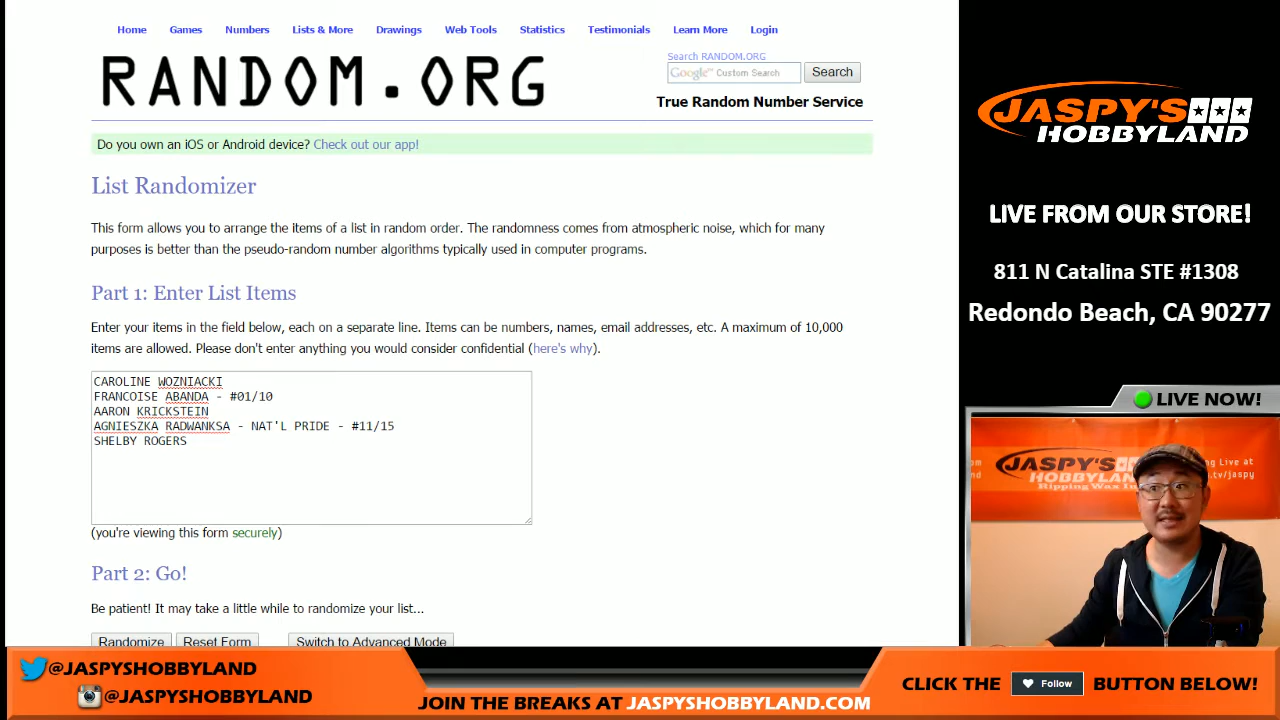 Home Games Numbers Lists & More Drawings Web Tools Statistics Testimonials Learn More Login
RANDOM.ORG
Search RANDOM.ORG
Google™ Custom Search Search
True Random Number Service
Do you own an iOS or Android device? Check out our app!
List Randomizer
This form allows you to arrange the items of a list in random order. The randomness comes from atmospheric noise, which for many
purposes is better than the pseudo-random number algorithms typically used in computer programs.
Part 1: Enter List Items
Enter your items in the field below, each on a separate line. Items can be numbers, names, email addresses, etc. A maximum of 10,000
items are allowed. Please don't enter anything you would consider confidential (here's why).
CAROLINE WOZNIACKI
FRANCOISE ABANDA - #01/10
AARON KRICKSTEIN
AGNIESZKA RADWANKSA - NAT'L PRIDE - #11/15
SHELBY ROGERS
(you're viewing this form securely)
Part 2: Go!
Be patient! It may take a little while to randomize your list...
Randomize Reset Form Switch to Advanced Mode
JASPY'S
HOBBYLAND
LIVE FROM OUR STORE!
811 N Catalina STE #1308
Redondo Beach, CA 90277
LIVE NOW!
JASPY'S
HOBBYLAND
Ripping Wax
ng Live at
tv/jaspy
@JASPYSHOBBYLAND
@JASPYSHOBBYLAND
JOIN THE BREAKS AT JASPYSHOBBYLAND.COM
CLICK THE Follow BUTTON BELOW!